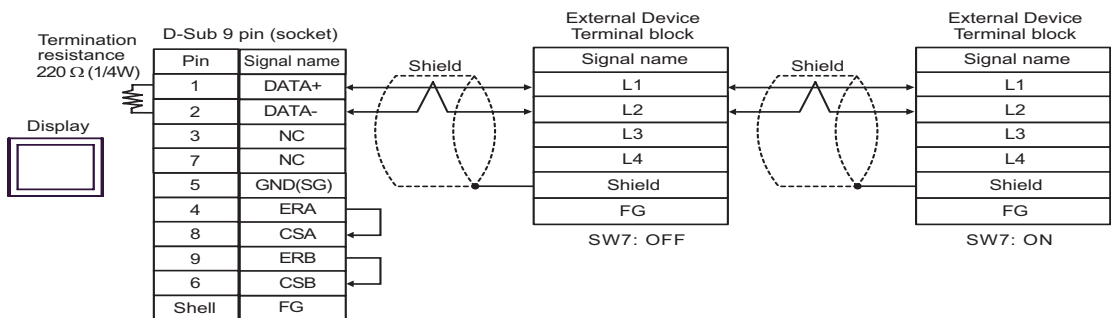 Termination
resistance
220 Ω (1/4W)
Display
D-Sub 9 pin (socket)
Pin Signal name
1 DATA+
2 DATA-
3 NC
7 NC
5 GND(SG)
4 ERA
8 CSA
9 ERB
6 CSB
Shell FG
Shield
External Device
Terminal block
Signal name
L1
L2
L3
L4
Shield
FG
SW7: OFF
Shield
External Device
Terminal block
Signal name
L1
L2
L3
L4
Shield
FG
SW7: ON